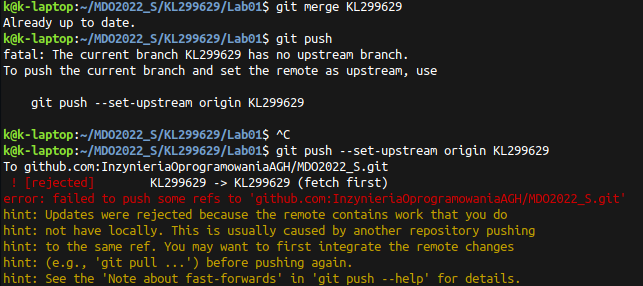 k@k-laptop:~/MDO2022_S/KL299629/Lab01$ git merge KL299629
Already up to date.
k@k-laptop:~/MDO2022_S/KL299629/Lab01$ git push
fatal: The current branch KL299629 has no upstream branch.
To push the current branch and set the remote as upstream, use
    git push --set-upstream origin KL299629
k@k-laptop:~/MDO2022_S/KL299629/Lab01$ ^C
k@k-laptop:~/MDO2022_S/KL299629/Lab01$ git push --set-upstream origin KL299629
To github.com:InzynieriaOprogramowaniaAGH/MDO2022_S.git
 ! [rejected]        KL299629 -> KL299629 (fetch first)
error: failed to push some refs to 'github.com:InzynieriaOprogramowaniaAGH/MDO2022_S.git'
hint: Updates were rejected because the remote contains work that you do
hint: not have locally. This is usually caused by another repository pushing
hint: to the same ref. You may want to first integrate the remote changes
hint: (e.g., 'git pull ...') before pushing again.
hint: See the 'Note about fast-forwards' in 'git push --help' for details.